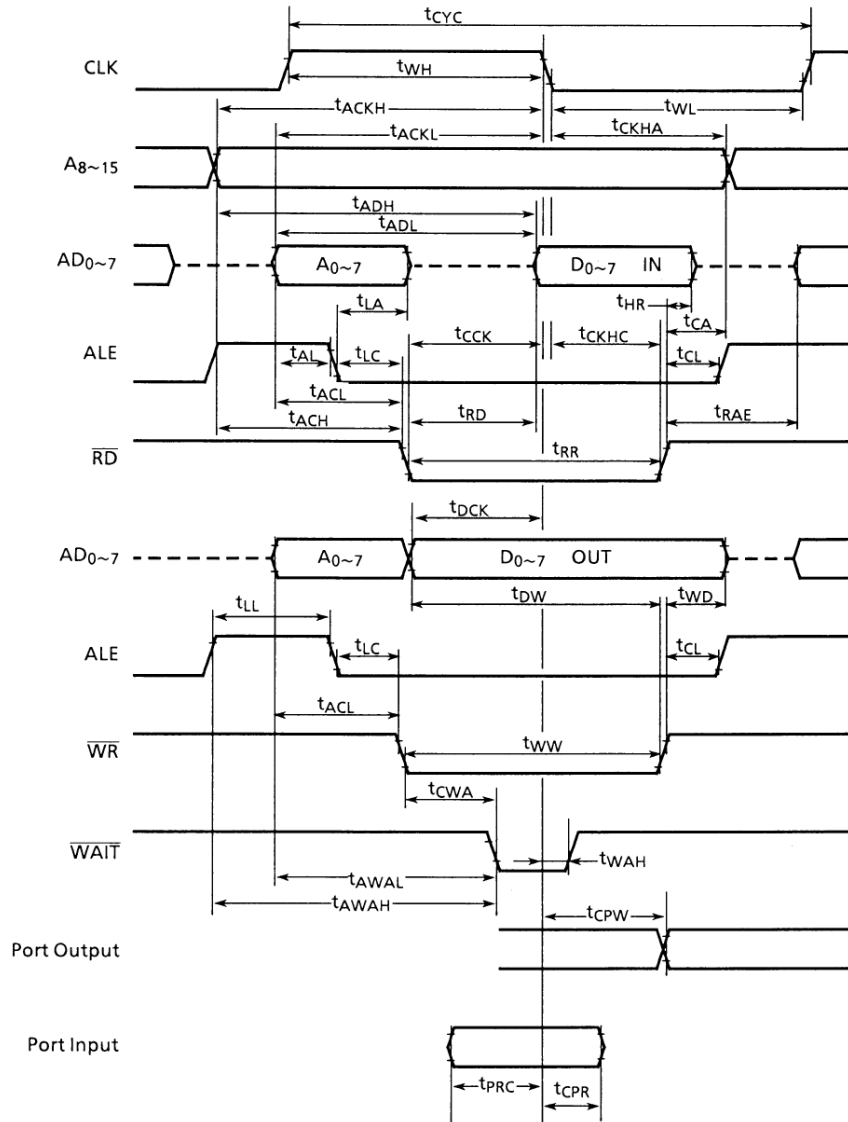 tCYC
CLK
tWH
tACKH
tWL
tACKL
tCKHA
A8~15
tADH
tADL
AD0~7
A0~7
D0~7 IN
tHR
tLA
tCA
tCCK
tCKHC
ALE
tAL
tLC
tCL
tACL
tACH
tRD
tRAE
tRR
RD
tDCK
AD0~7
A0~7
D0~7 OUT
tDW
tWD
tLL
tLC
tCL
ALE
tACL
WR
tWW
tCWA
WAIT
tWAH
tAWAL
tAWAH
tCPW
Port Output
Port Input
tPRC
tCPR